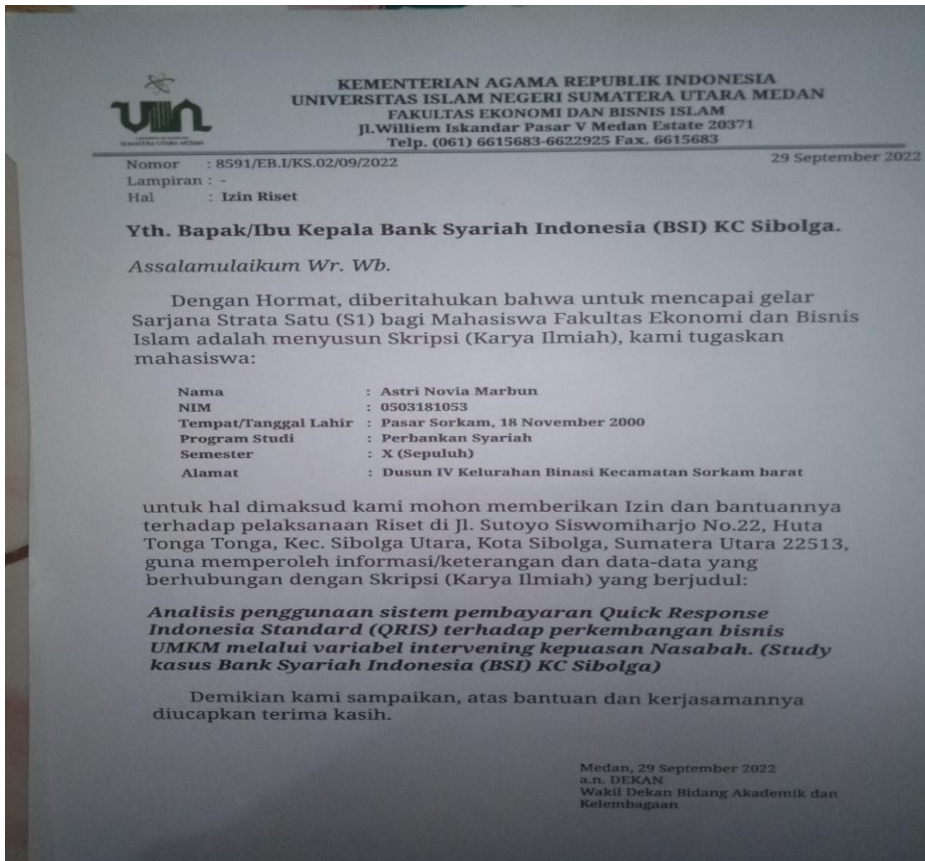 KEMENTERIAN AGAMA REPUBLIK INDONESIA
UNIVERSITAS ISLAM NEGERI SUMATERA UTARA MEDAN
FAKULTAS EKONOMI DAN BISNIS ISLAM
Jl.Williem Iskandar Pasar V Medan Estate 20371
Telp. (061) 6615683-6622925 Fax. 6615683
UIN
SUMATERA UTARA MEDAN
29 September 2022
Nomor : 8591/EB.I/KS.02/09/2022
Lampiran : -
Hal : Izin Riset
Yth. Bapak/Ibu Kepala Bank Syariah Indonesia (BSI) KC Sibolga.
Assalamulaikum Wr. Wb.
Dengan Hormat, diberitahukan bahwa untuk mencapai gelar
Sarjana Strata Satu (S1) bagi Mahasiswa Fakultas Ekonomi dan Bisnis
Islam adalah menyusun Skripsi (Karya Ilmiah), kami tugaskan
mahasiswa:
Nama : Astri Novia Marbun
NIM : 0503181053
Tempat/Tanggal Lahir : Pasar Sorkam, 18 November 2000
Program Studi : Perbankan Syariah
Semester : X (Sepuluh)
Alamat : Dusun IV Kelurahan Binasi Kecamatan Sorkam barat
untuk hal dimaksud kami mohon memberikan Izin dan bantuannya
terhadap pelaksanaan Riset di Jl. Sutoyo Siswomiharjo No.22, Huta
Tonga Tonga, Kec. Sibolga Utara, Kota Sibolga, Sumatera Utara 22513,
guna memperoleh informasi/keterangan dan data-data yang
berhubungan dengan Skripsi (Karya Ilmiah) yang berjudul:
Analisis penggunaan sistem pembayaran Quick Response
Indonesia Standard (QRIS) terhadap perkembangan bisnis
UMKM melalui variabel intervening kepuasan Nasabah. (Study
kasus Bank Syariah Indonesia (BSI) KC Sibolga)
Demikian kami sampaikan, atas bantuan dan kerjasamannya
diucapkan terima kasih.
Medan, 29 September 2022
a.n. DEKAN
Wakil Dekan Bidang Akademik dan
Kelembagaan